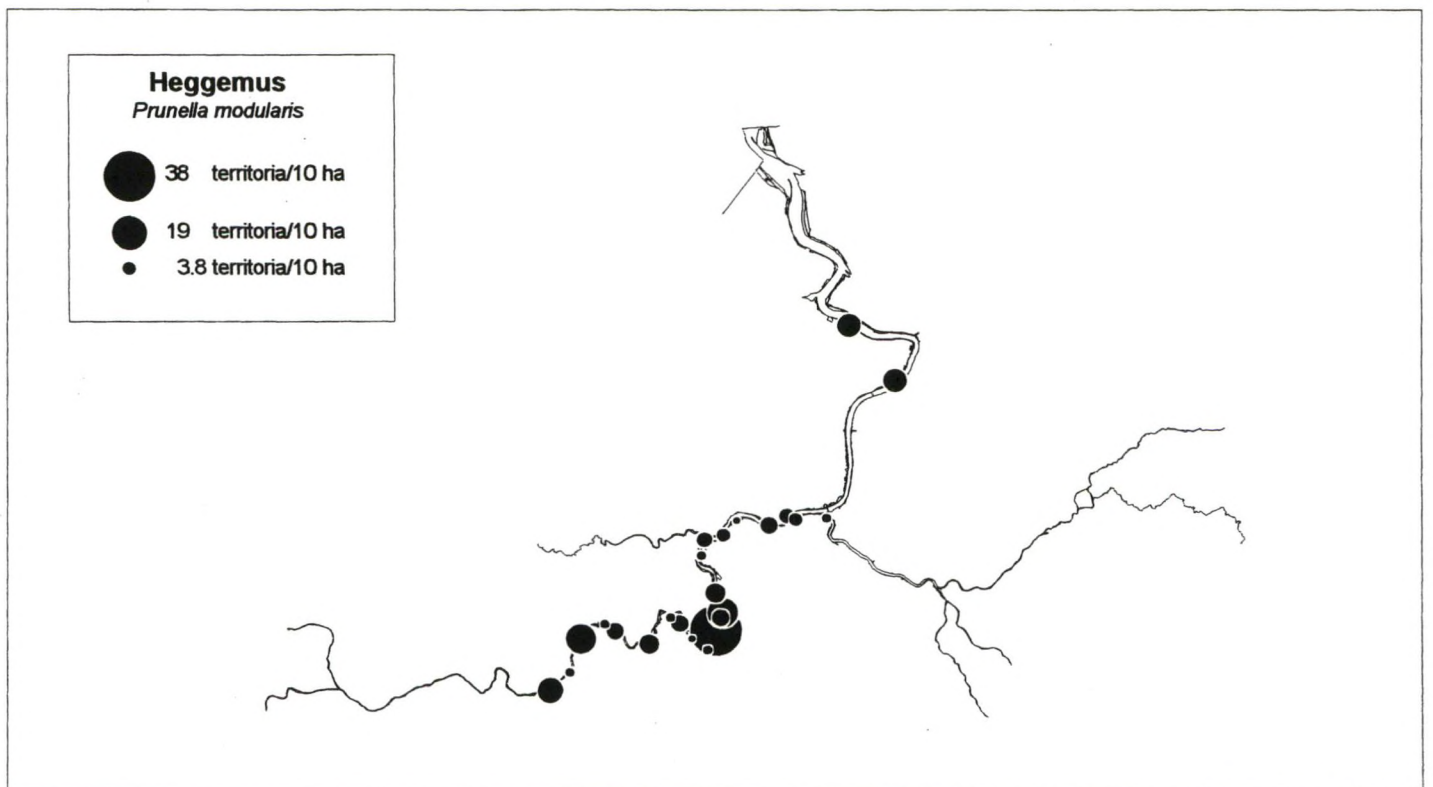 Heggemus
Prunella modularis
38 territoria/10 ha
19 territoria/10 ha
3.8 territoria/10 ha